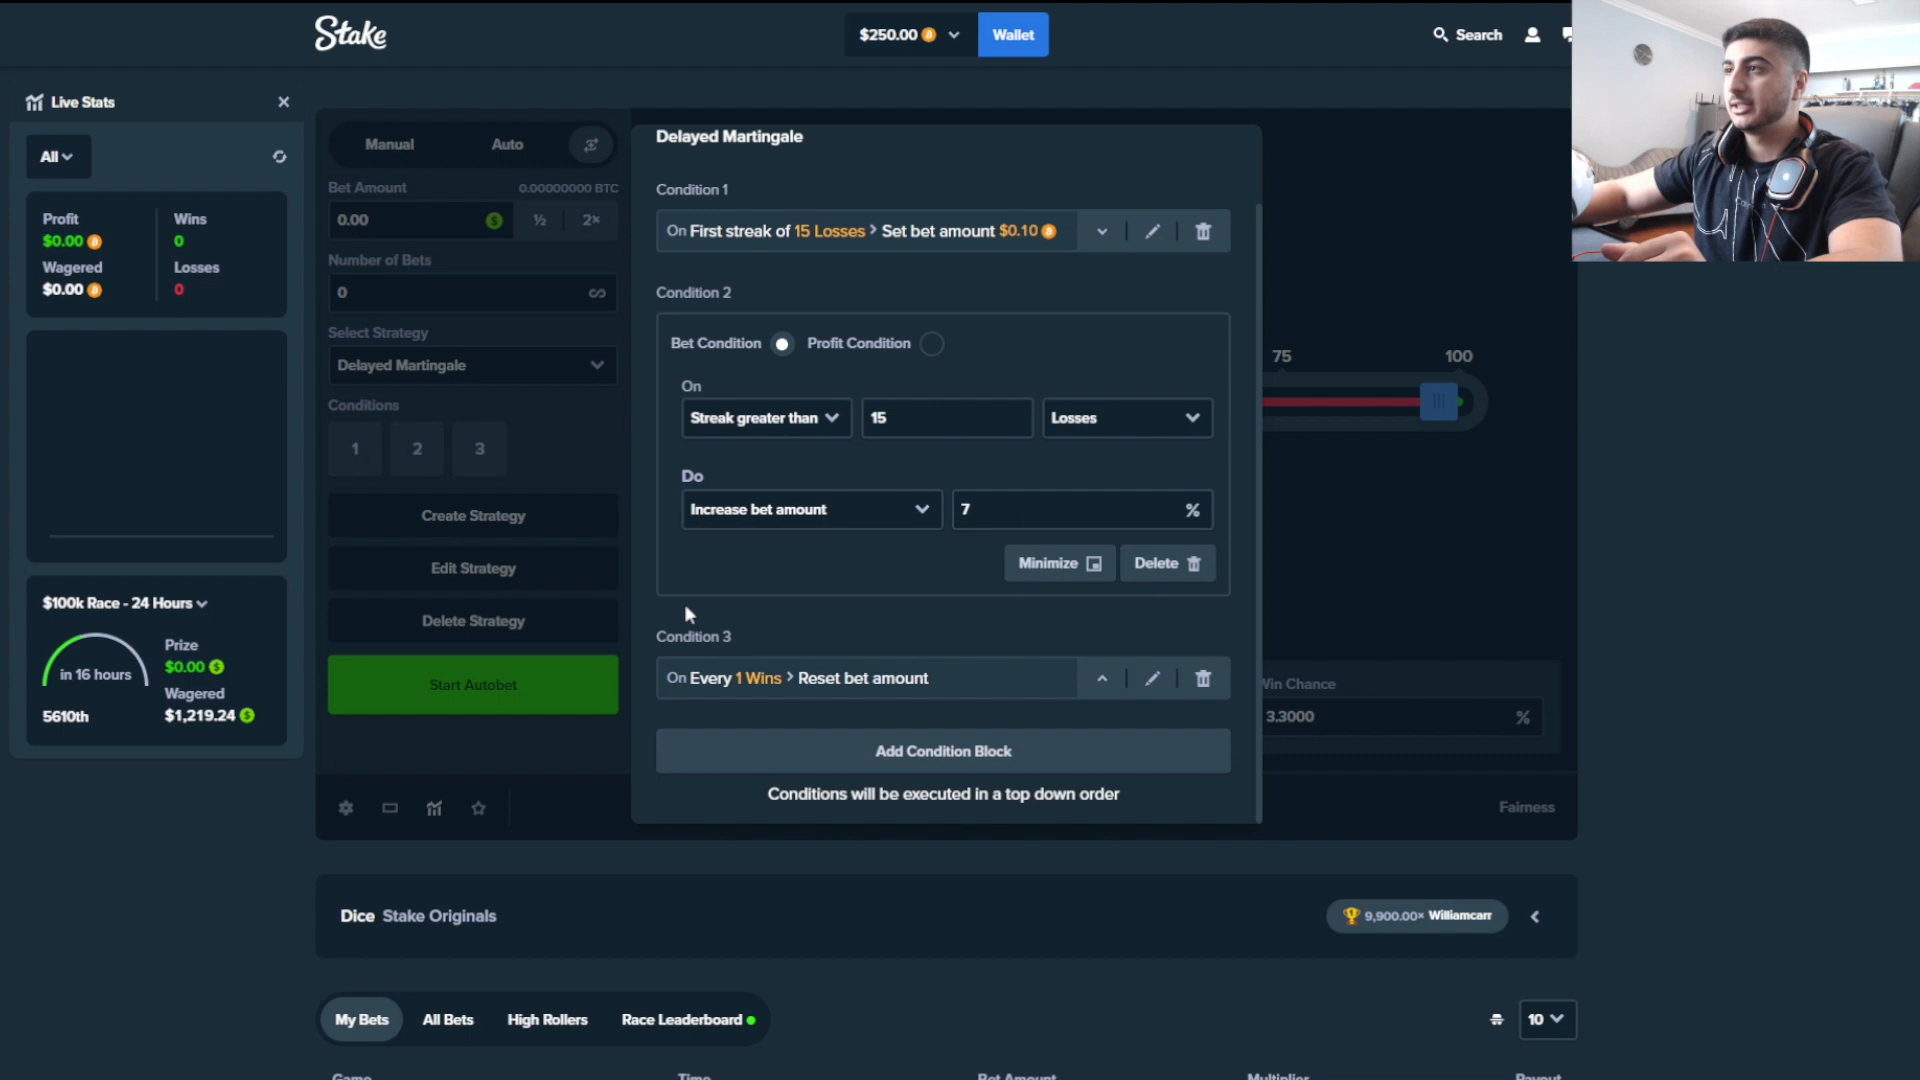 Stake
$250.00
Wallet
Search
Live Stats
All
Profit
$0.00
Wins
0
Wagered
$0.00
Losses
0
$100k Race - 24 Hours
in 16 hours
Prize
$0.00
Wagered
$1,219.24
5610th
Manual
Auto
Bet Amount
0.00000000 BTC
0.00
½
2×
Number of Bets
0
Select Strategy
Delayed Martingale
Conditions
1
2
3
Create Strategy
Edit Strategy
Delete Strategy
Start Autobet
Delayed Martingale
Condition 1
On First streak of 15 Losses > Set bet amount $0.10
Condition 2
Bet Condition
Profit Condition
On
Streak greater than
15
Losses
Do
Increase bet amount
7
%
Minimize
Delete
Condition 3
On Every 1 Wins > Reset bet amount
Add Condition Block
Conditions will be executed in a top down order
75
100
Win Chance
3.3000
%
Fairness
Dice Stake Originals
9,900.00× Williamcarr
My Bets
All Bets
High Rollers
Race Leaderboard
10
Game
Time
Bet Amount
Multiplier
Payout